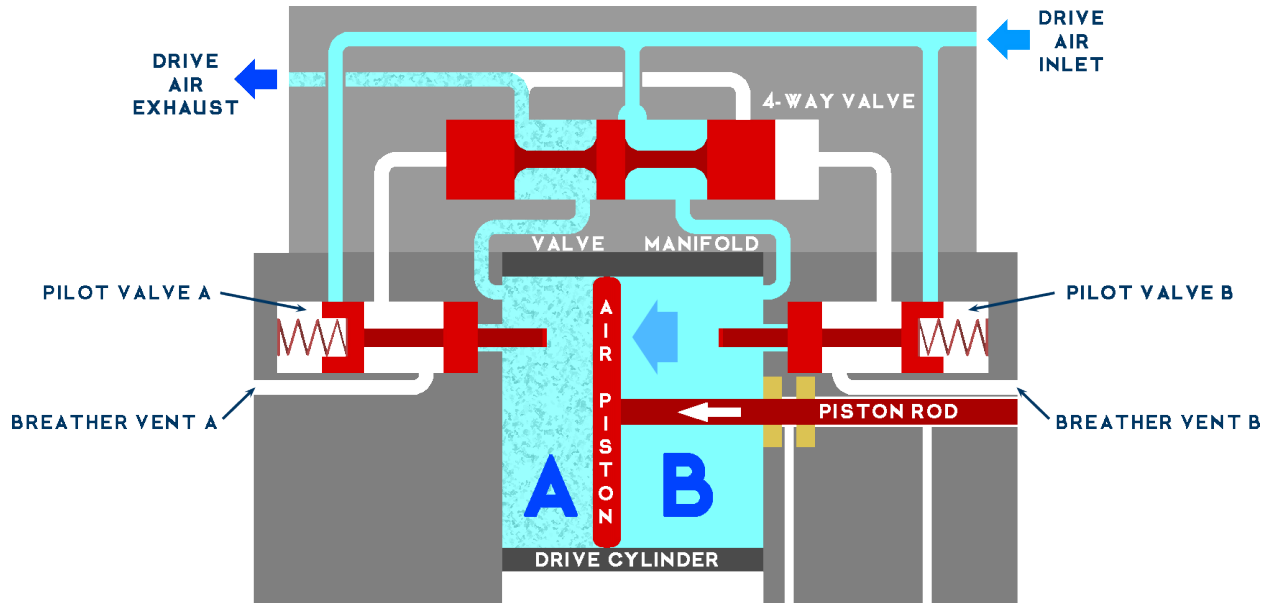 DRIVE
AIR
INLET
DRIVE
AIR
EXHAUST
4-WAY VALVE
VALVE MANIFOLD
PILOT VALVE A
PILOT VALVE B
AIR PISTON
BREATHER VENT A
PISTON ROD
BREATHER VENT B
A
B
DRIVE CYLINDER